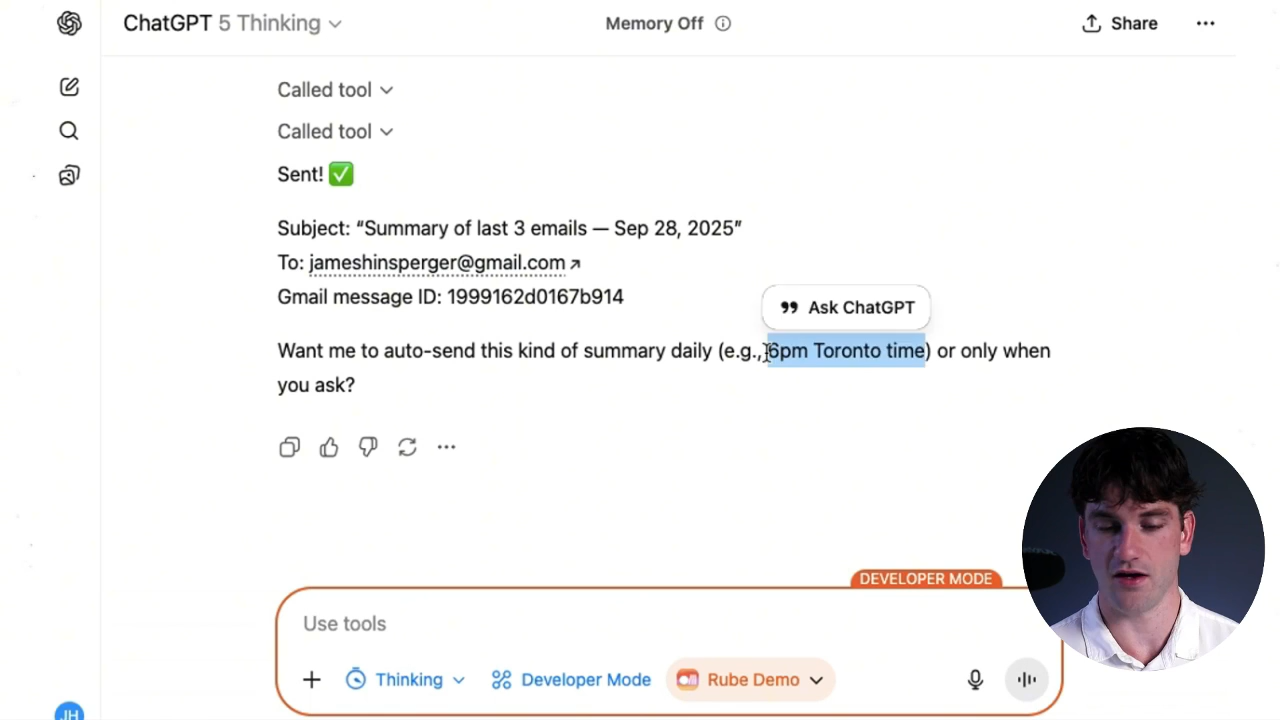 ChatGPT 5 Thinking
Memory Off
Share
Called tool
Called tool
Sent! ✅
Subject: “Summary of last 3 emails — Sep 28, 2025”
To: jameshinsperger@gmail.com
Gmail message ID: 1999162d0167b914
Ask ChatGPT
Want me to auto-send this kind of summary daily (e.g., 6pm Toronto time) or only when
you ask?
DEVELOPER MODE
Use tools
Thinking
Developer Mode
Rube Demo
JH